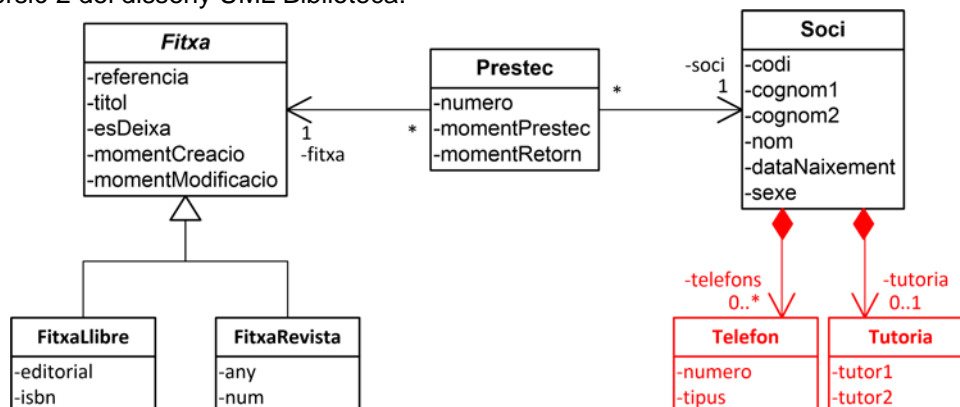 Fitxa
-referencia
-titol
-esDeixa
-momentCreacio
-momentModificacio
1
-fitxa
*
Prestec
-numero
-momentPrestec
-momentRetorn
*
-soci
1
Soci
-codi
-cognom1
-cognom2
-nom
-dataNaixement
-sexe
FitxaLlibre
-editorial
-isbn
FitxaRevista
-any
-num
-telefons
0..*
Telefon
-numero
-tipus
-tutoria
0..1
Tutoria
-tutor1
-tutor2